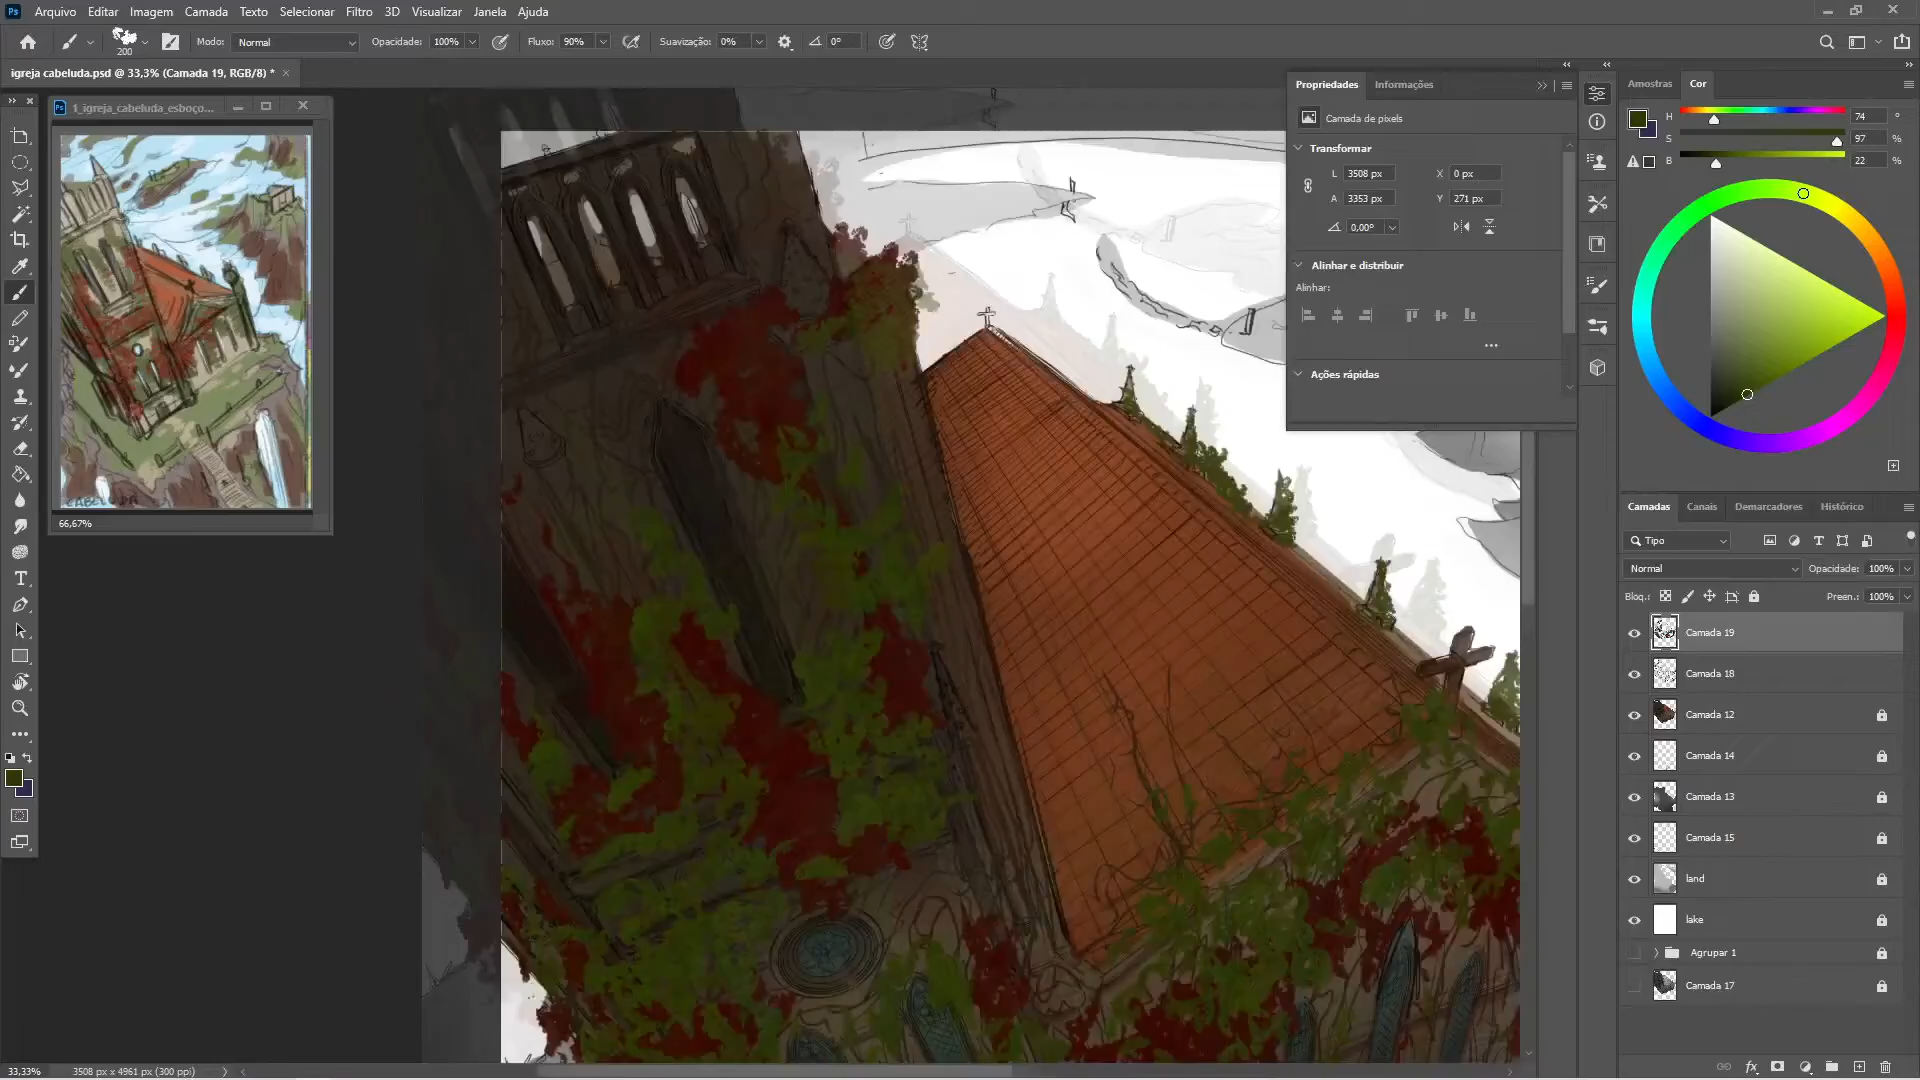 Ps Arquivo Editar Imagem Camada Texto Selecionar Filtro 3D Visualizar Janela Ajuda
200 Modo: Normal Opacidade: 100% Fluxo: 90% Suavização: 0% 0°
igreja cabeluda.psd @ 33,3% (Camada 19, RGB/8) *
Ps 1_igreja_cabeluda_esboço...
CABELUDA
66,67%
Propriedades Informações
Camada de pixels
Transformar
L 3508 px X 0 px
A 3353 px Y 271 px
0,00°
Alinhar e distribuir
Alinhar:
Ações rápidas
Amostras Cor
H 74 °
S 97 %
B 22 %
Camadas Canais Demarcadores Histórico
Tipo
Normal Opacidade: 100%
Bloq.: Preen.: 100%
Camada 19
Camada 18
Camada 12
Camada 14
Camada 13
Camada 15
land
lake
Agrupar 1
Camada 17
fx
33,33% 3508 px x 4961 px (300 ppi)